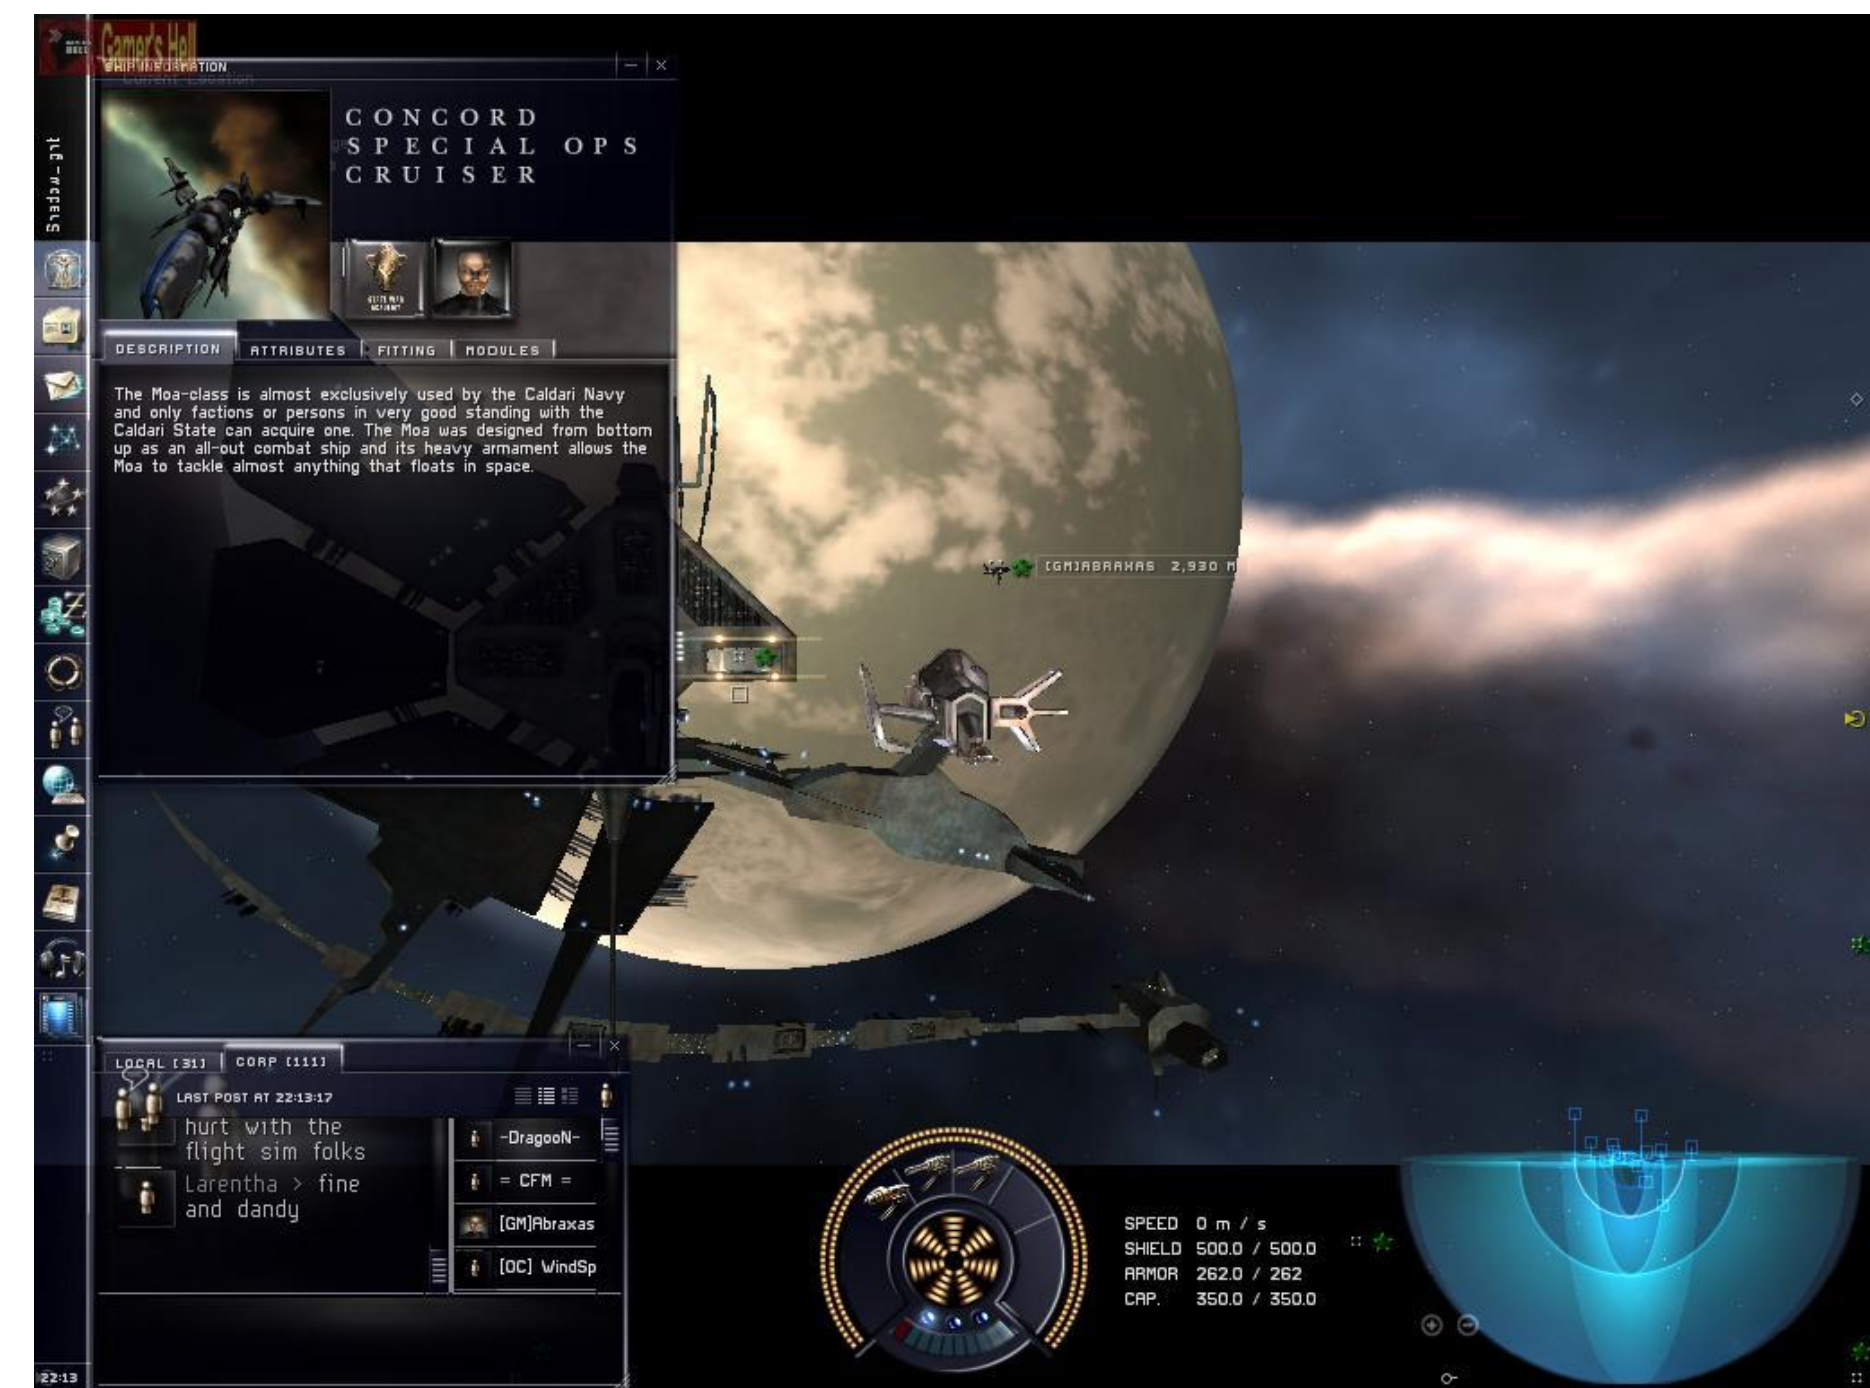 Gamer's Hell
SHIP INFORMATION
Current Location
CONCORD
SPECIAL OPS
CRUISER
STATE WAR
ACADEMY
DESCRIPTION
ATTRIBUTES
FITTING
MODULES
The Moa-class is almost exclusively used by the Caldari Navy
and only factions or persons in very good standing with the
Caldari State can acquire one. The Moa was designed from bottom
up as an all-out combat ship and its heavy armament allows the
Moa to tackle almost anything that floats in space.
[GM]ABRAXAS 2,930 M
LOCAL [31]
CORP [111]
LAST POST AT 22:13:17
hurt with the
flight sim folks
Larentha > fine
and dandy
-DragooN-
= CFM =
[GM]Abraxas
[OC] WindSp
SPEED 0 m / s
SHIELD 500.0 / 500.0
ARMOR 262.0 / 262
CAP. 350.0 / 350.0
22:13